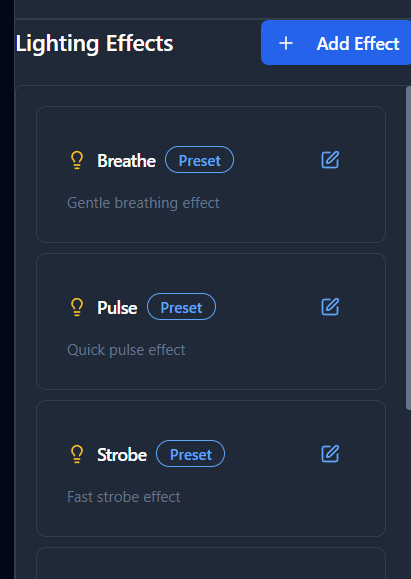 Lighting Effects
+ Add Effect
Breathe Preset
Gentle breathing effect
Pulse Preset
Quick pulse effect
Strobe Preset
Fast strobe effect